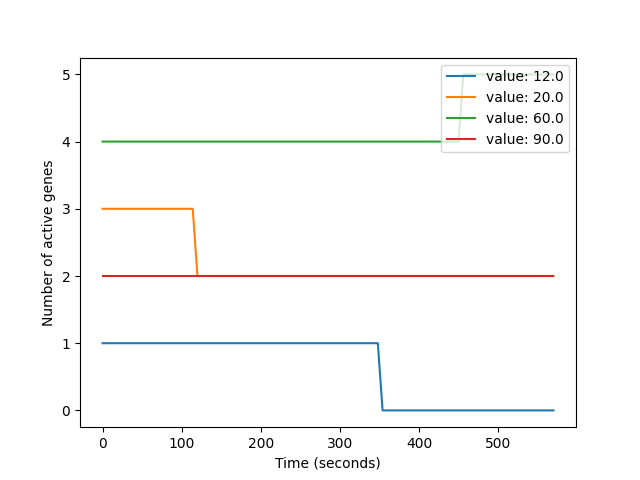 value: 12.0
value: 20.0
value: 60.0
value: 90.0
5
4
3
2
1
0
Number of active genes
0 100 200 300 400 500
Time (seconds)